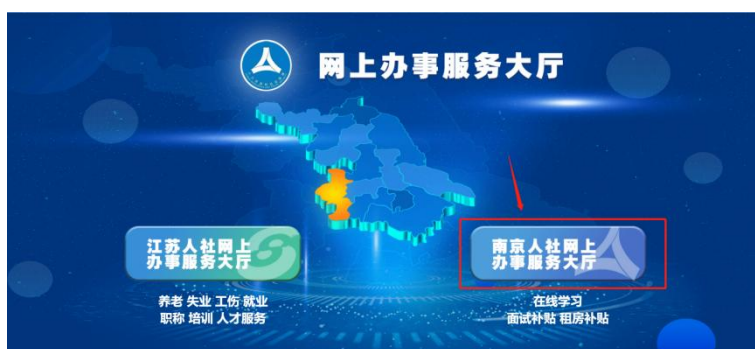 网上办事服务大厅
江苏人社网上
办事服务大厅
养老 失业 工伤 就业
职称 培训 人才服务
南京人社网上
办事服务大厅
在线学习
面试补贴 租房补贴